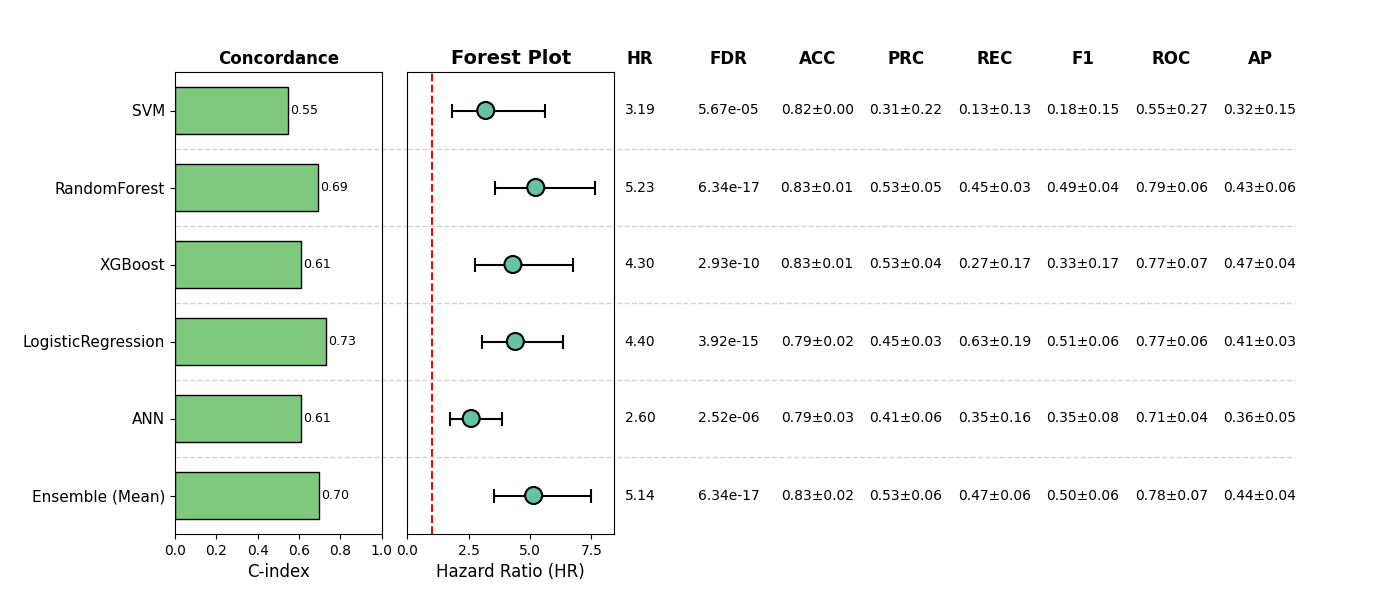 Concordance Forest Plot HR FDR ACC PRC REC F1 ROC AP
SVM 0.55 3.19 5.67e-05 0.82±0.00 0.31±0.22 0.13±0.13 0.18±0.15 0.55±0.27 0.32±0.15
RandomForest 0.69 5.23 6.34e-17 0.83±0.01 0.53±0.05 0.45±0.03 0.49±0.04 0.79±0.06 0.43±0.06
XGBoost 0.61 4.30 2.93e-10 0.83±0.01 0.53±0.04 0.27±0.17 0.33±0.17 0.77±0.07 0.47±0.04
LogisticRegression 0.73 4.40 3.92e-15 0.79±0.02 0.45±0.03 0.63±0.19 0.51±0.06 0.77±0.06 0.41±0.03
ANN 0.61 2.60 2.52e-06 0.79±0.03 0.41±0.06 0.35±0.16 0.35±0.08 0.71±0.04 0.36±0.05
Ensemble (Mean) 0.70 5.14 6.34e-17 0.83±0.02 0.53±0.06 0.47±0.06 0.50±0.06 0.78±0.07 0.44±0.04
0.0 0.2 0.4 0.6 0.8 1.0 0.0 2.5 5.0 7.5
C-index Hazard Ratio (HR)